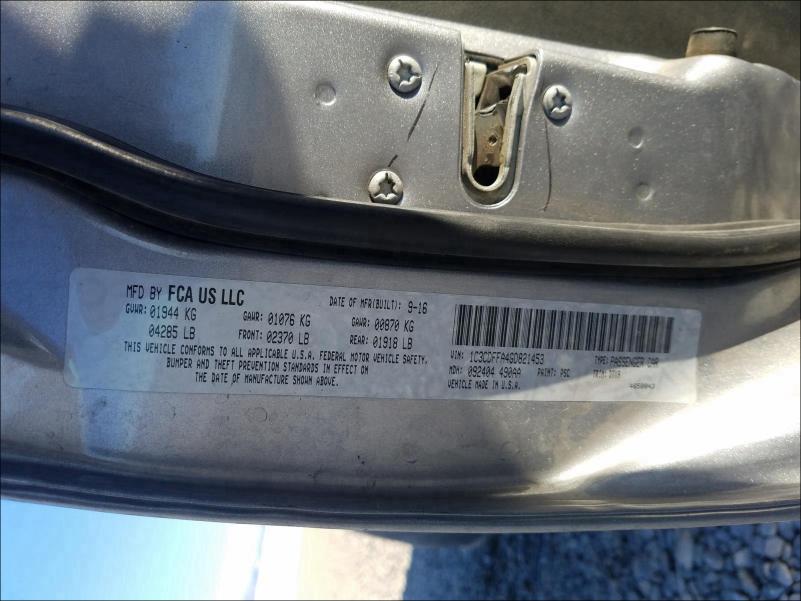 MFD BY FCA US LLC
DATE OF MFR(BUILT): 9-16
GVWR: 01944 KG
GAWR: 01076 KG
GAWR: 00870 KG
04285 LB
FRONT: 02370 LB
REAR: 01918 LB
THIS VEHICLE CONFORMS TO ALL APPLICABLE U.S.A. FEDERAL MOTOR VEHICLE SAFETY,
BUMPER AND THEFT PREVENTION STANDARDS IN EFFECT ON
THE DATE OF MANUFACTURE SHOWN ABOVE.
VIN: 1C3CDFFA4GD821453
TYPE: PASSENGER CAR
MDH: 092404 490AA
PAINT: PSC
VEHICLE MADE IN U.S.A.